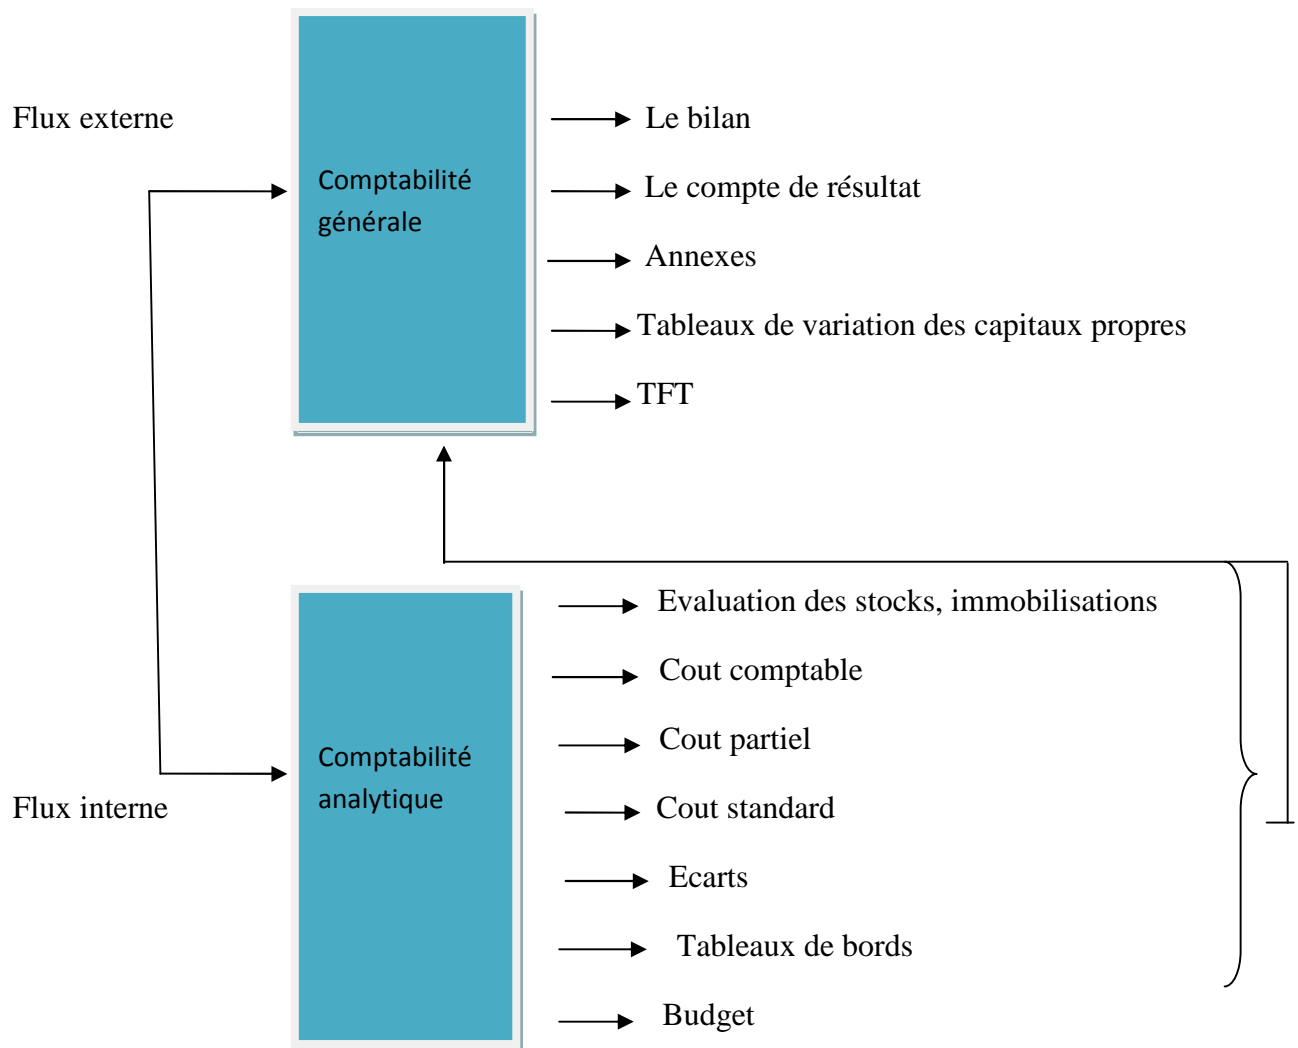 Flux externe
Comptabilité
générale
Le bilan
Le compte de résultat
Annexes
Tableaux de variation des capitaux propres
TFT
Flux interne
Comptabilité
analytique
Evaluation des stocks, immobilisations
Cout comptable
Cout partiel
Cout standard
Ecarts
Tableaux de bords
Budget